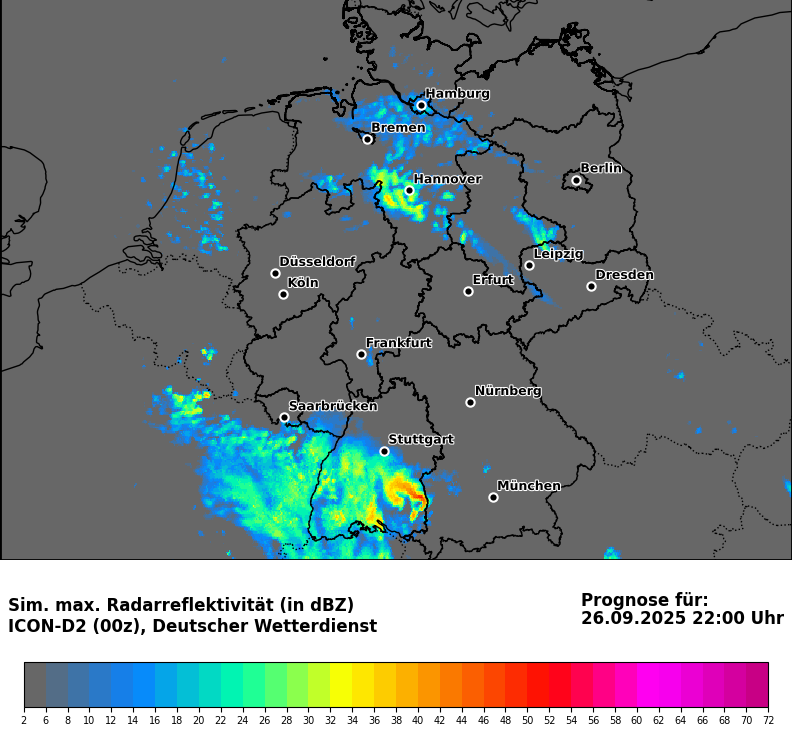 Hamburg
Bremen
Berlin
Hannover
Leipzig
Düsseldorf
Dresden
Köln
Erfurt
Frankfurt
Nürnberg
Saarbrücken
Stuttgart
München
Sim. max. Radarreflektivität (in dBZ)
ICON-D2 (00z), Deutscher Wetterdienst
Prognose für:
26.09.2025 22:00 Uhr
2 6 8 10 12 14 16 18 20 22 24 26 28 30 32 34 36 38 40 42 44 46 48 50 52 54 56 58 60 62 64 66 68 70 72